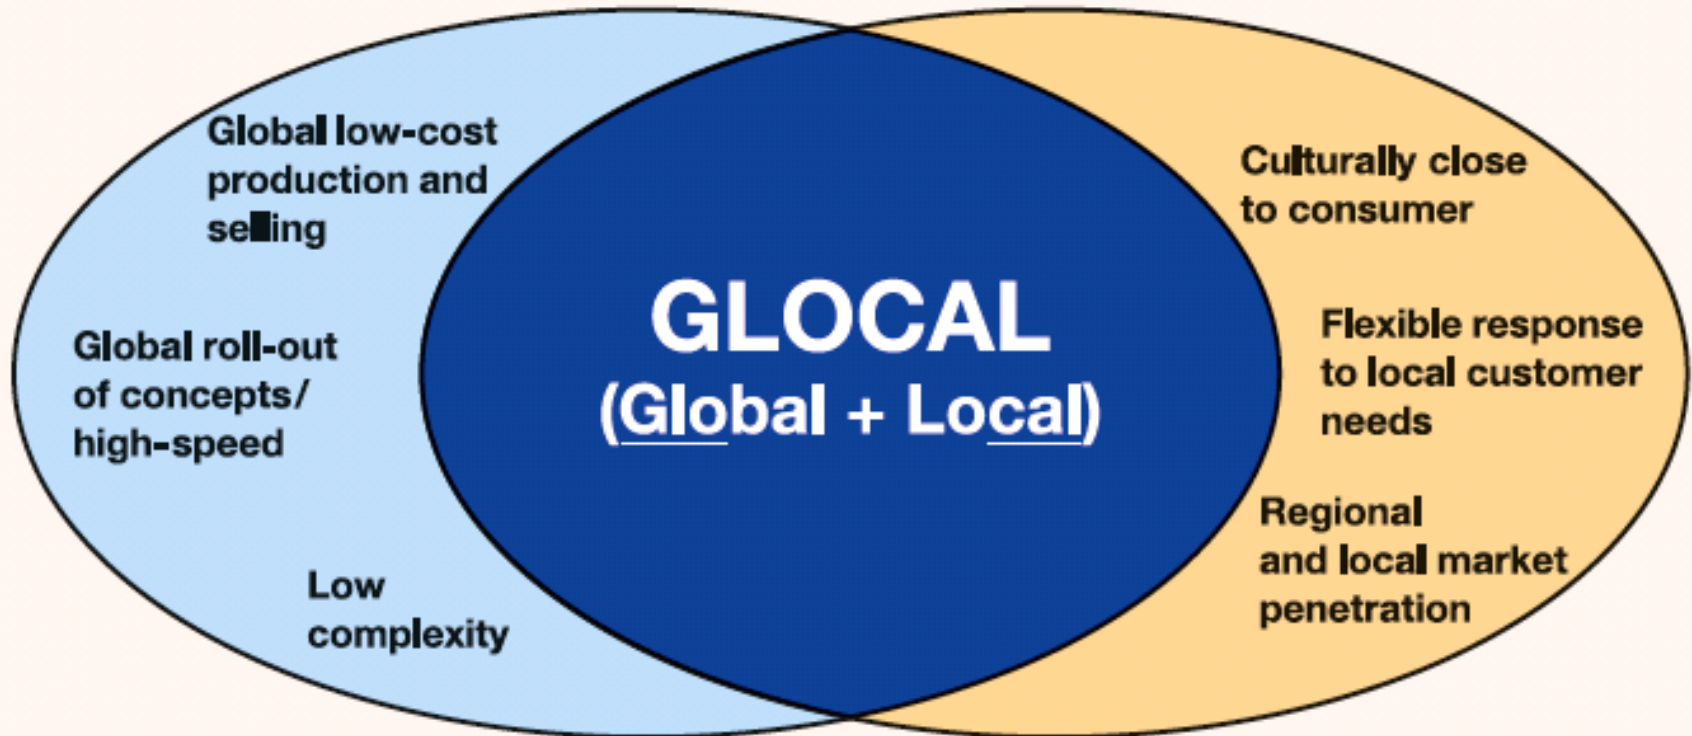 Global low-cost
production and
selling
Global roll-out
of concepts/
high-speed
Low
complexity
GLOCAL
(Global + Local)
Culturally close
to consumer
Flexible response
to local customer
needs
Regional
and local market
penetration